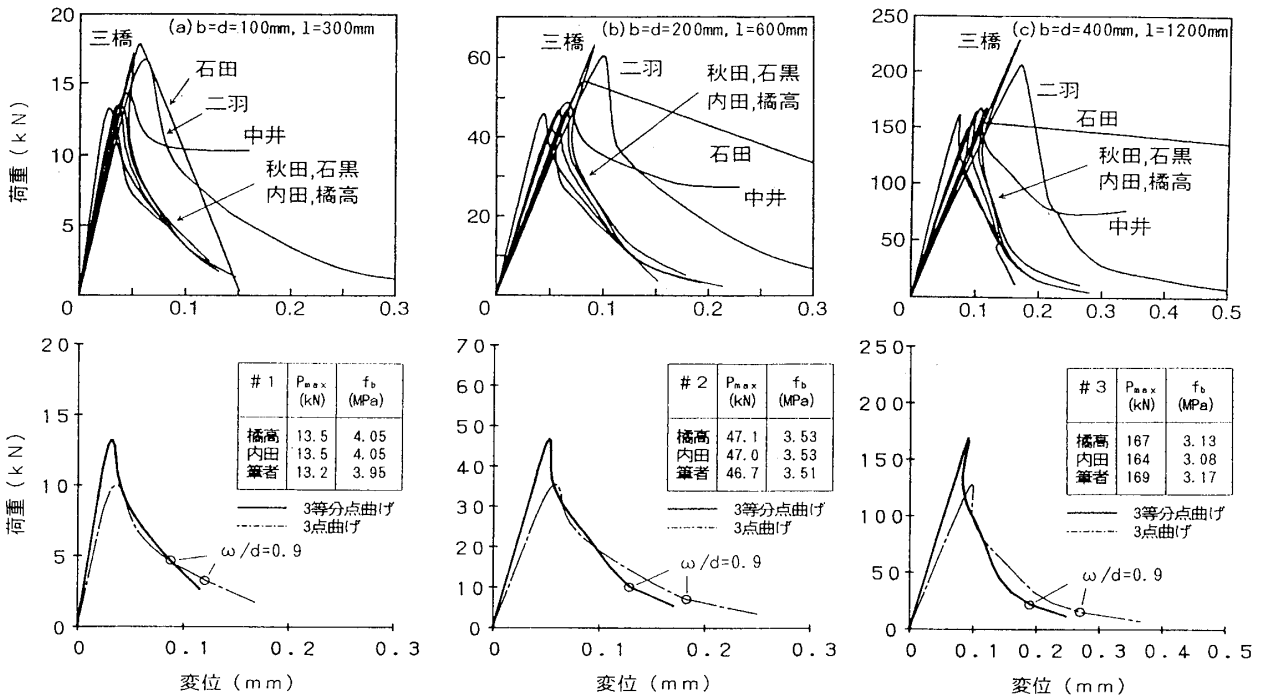 荷重 (kN)
20
15
10
5
0
0.1
0.2
0.3
(a) b=d=100mm, l=300mm
三橋
石田
二羽
中井
秋田,石黒
内田,橘高
60
40
20
0
0.1
0.2
0.3
(b) b=d=200mm, l=600mm
三橋
二羽
秋田,石黒
内田,橘高
石田
中井
250
200
150
100
50
0
0.1
0.2
0.3
0.4
0.5
(c) b=d=400mm, l=1200mm
三橋
二羽
石田
秋田,石黒
内田,橘高
中井
荷重 (kN)
20
15
10
5
0
0
0.1
0.2
0.3
変位 (mm)
#1 Pmax (kN) fb (MPa)
橘高 13.5 4.05
内田 13.5 4.05
筆者 13.2 3.95
3等分点曲げ
3点曲げ
ω/d=0.9
70
60
50
40
30
20
10
0
0
0.1
0.2
0.3
変位 (mm)
#2 Pmax (kN) fb (MPa)
橘高 47.1 3.53
内田 47.0 3.53
筆者 46.7 3.51
3等分点曲げ
3点曲げ
ω/d=0.9
250
200
150
100
50
0
0
0.1
0.2
0.3
0.4
0.5
変位 (mm)
#3 Pmax (kN) fb (MPa)
橘高 167 3.13
内田 164 3.08
筆者 169 3.17
3等分点曲げ
3点曲げ
ω/d=0.9